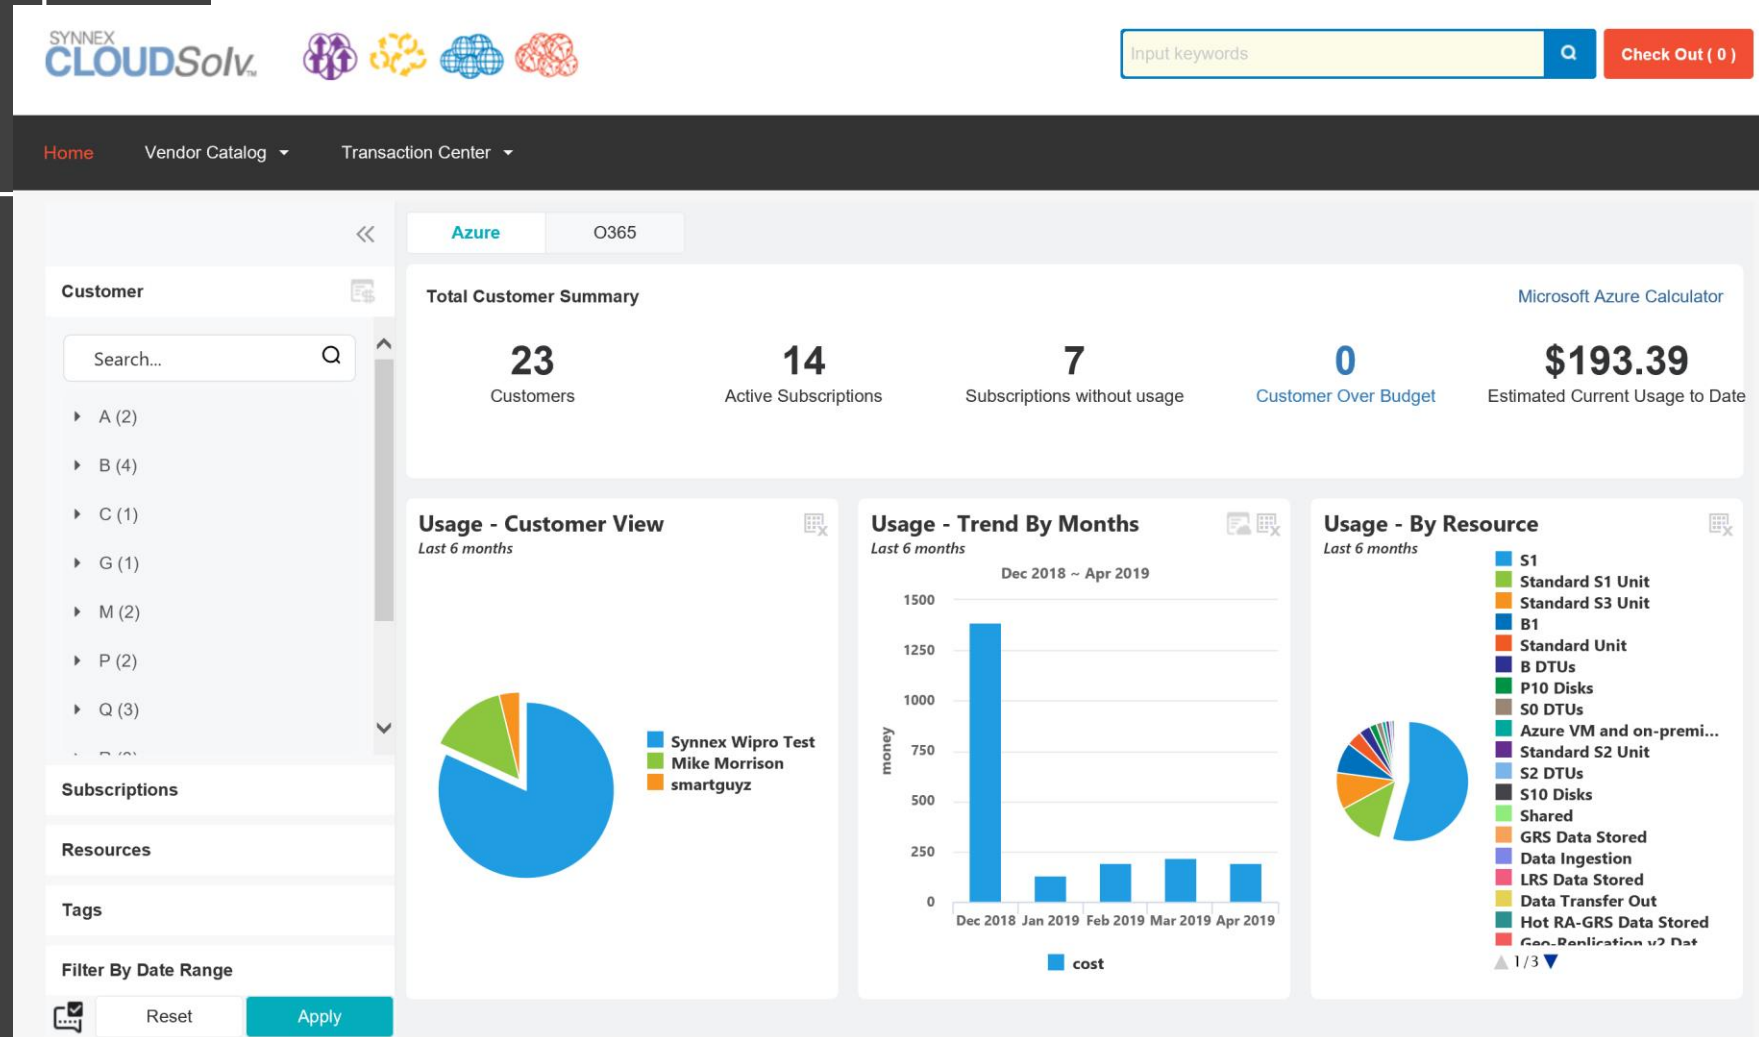 SYNNEX
CLOUDSolv™
Input keywords
Check Out ( 0 )
Home
Vendor Catalog
Transaction Center
Azure
O365
Customer
Search...
A (2)
B (4)
C (1)
G (1)
M (2)
P (2)
Q (3)
Subscriptions
Resources
Tags
Filter By Date Range
Reset
Apply
Total Customer Summary
Microsoft Azure Calculator
23
Customers
14
Active Subscriptions
7
Subscriptions without usage
0
Customer Over Budget
$193.39
Estimated Current Usage to Date
Usage - Customer View
Last 6 months
Synnex Wipro Test
Mike Morrison
smartguyz
Usage - Trend By Months
Last 6 months
Dec 2018 ~ Apr 2019
1500
1250
1000
750
500
250
0
money
Dec 2018 Jan 2019 Feb 2019 Mar 2019 Apr 2019
cost
Usage - By Resource
Last 6 months
S1
Standard S1 Unit
Standard S3 Unit
B1
Standard Unit
B DTUs
P10 Disks
S0 DTUs
Azure VM and on-premi...
Standard S2 Unit
S2 DTUs
S10 Disks
Shared
GRS Data Stored
Data Ingestion
LRS Data Stored
Data Transfer Out
Hot RA-GRS Data Stored
Geo-Replication v2 Dat
1/3